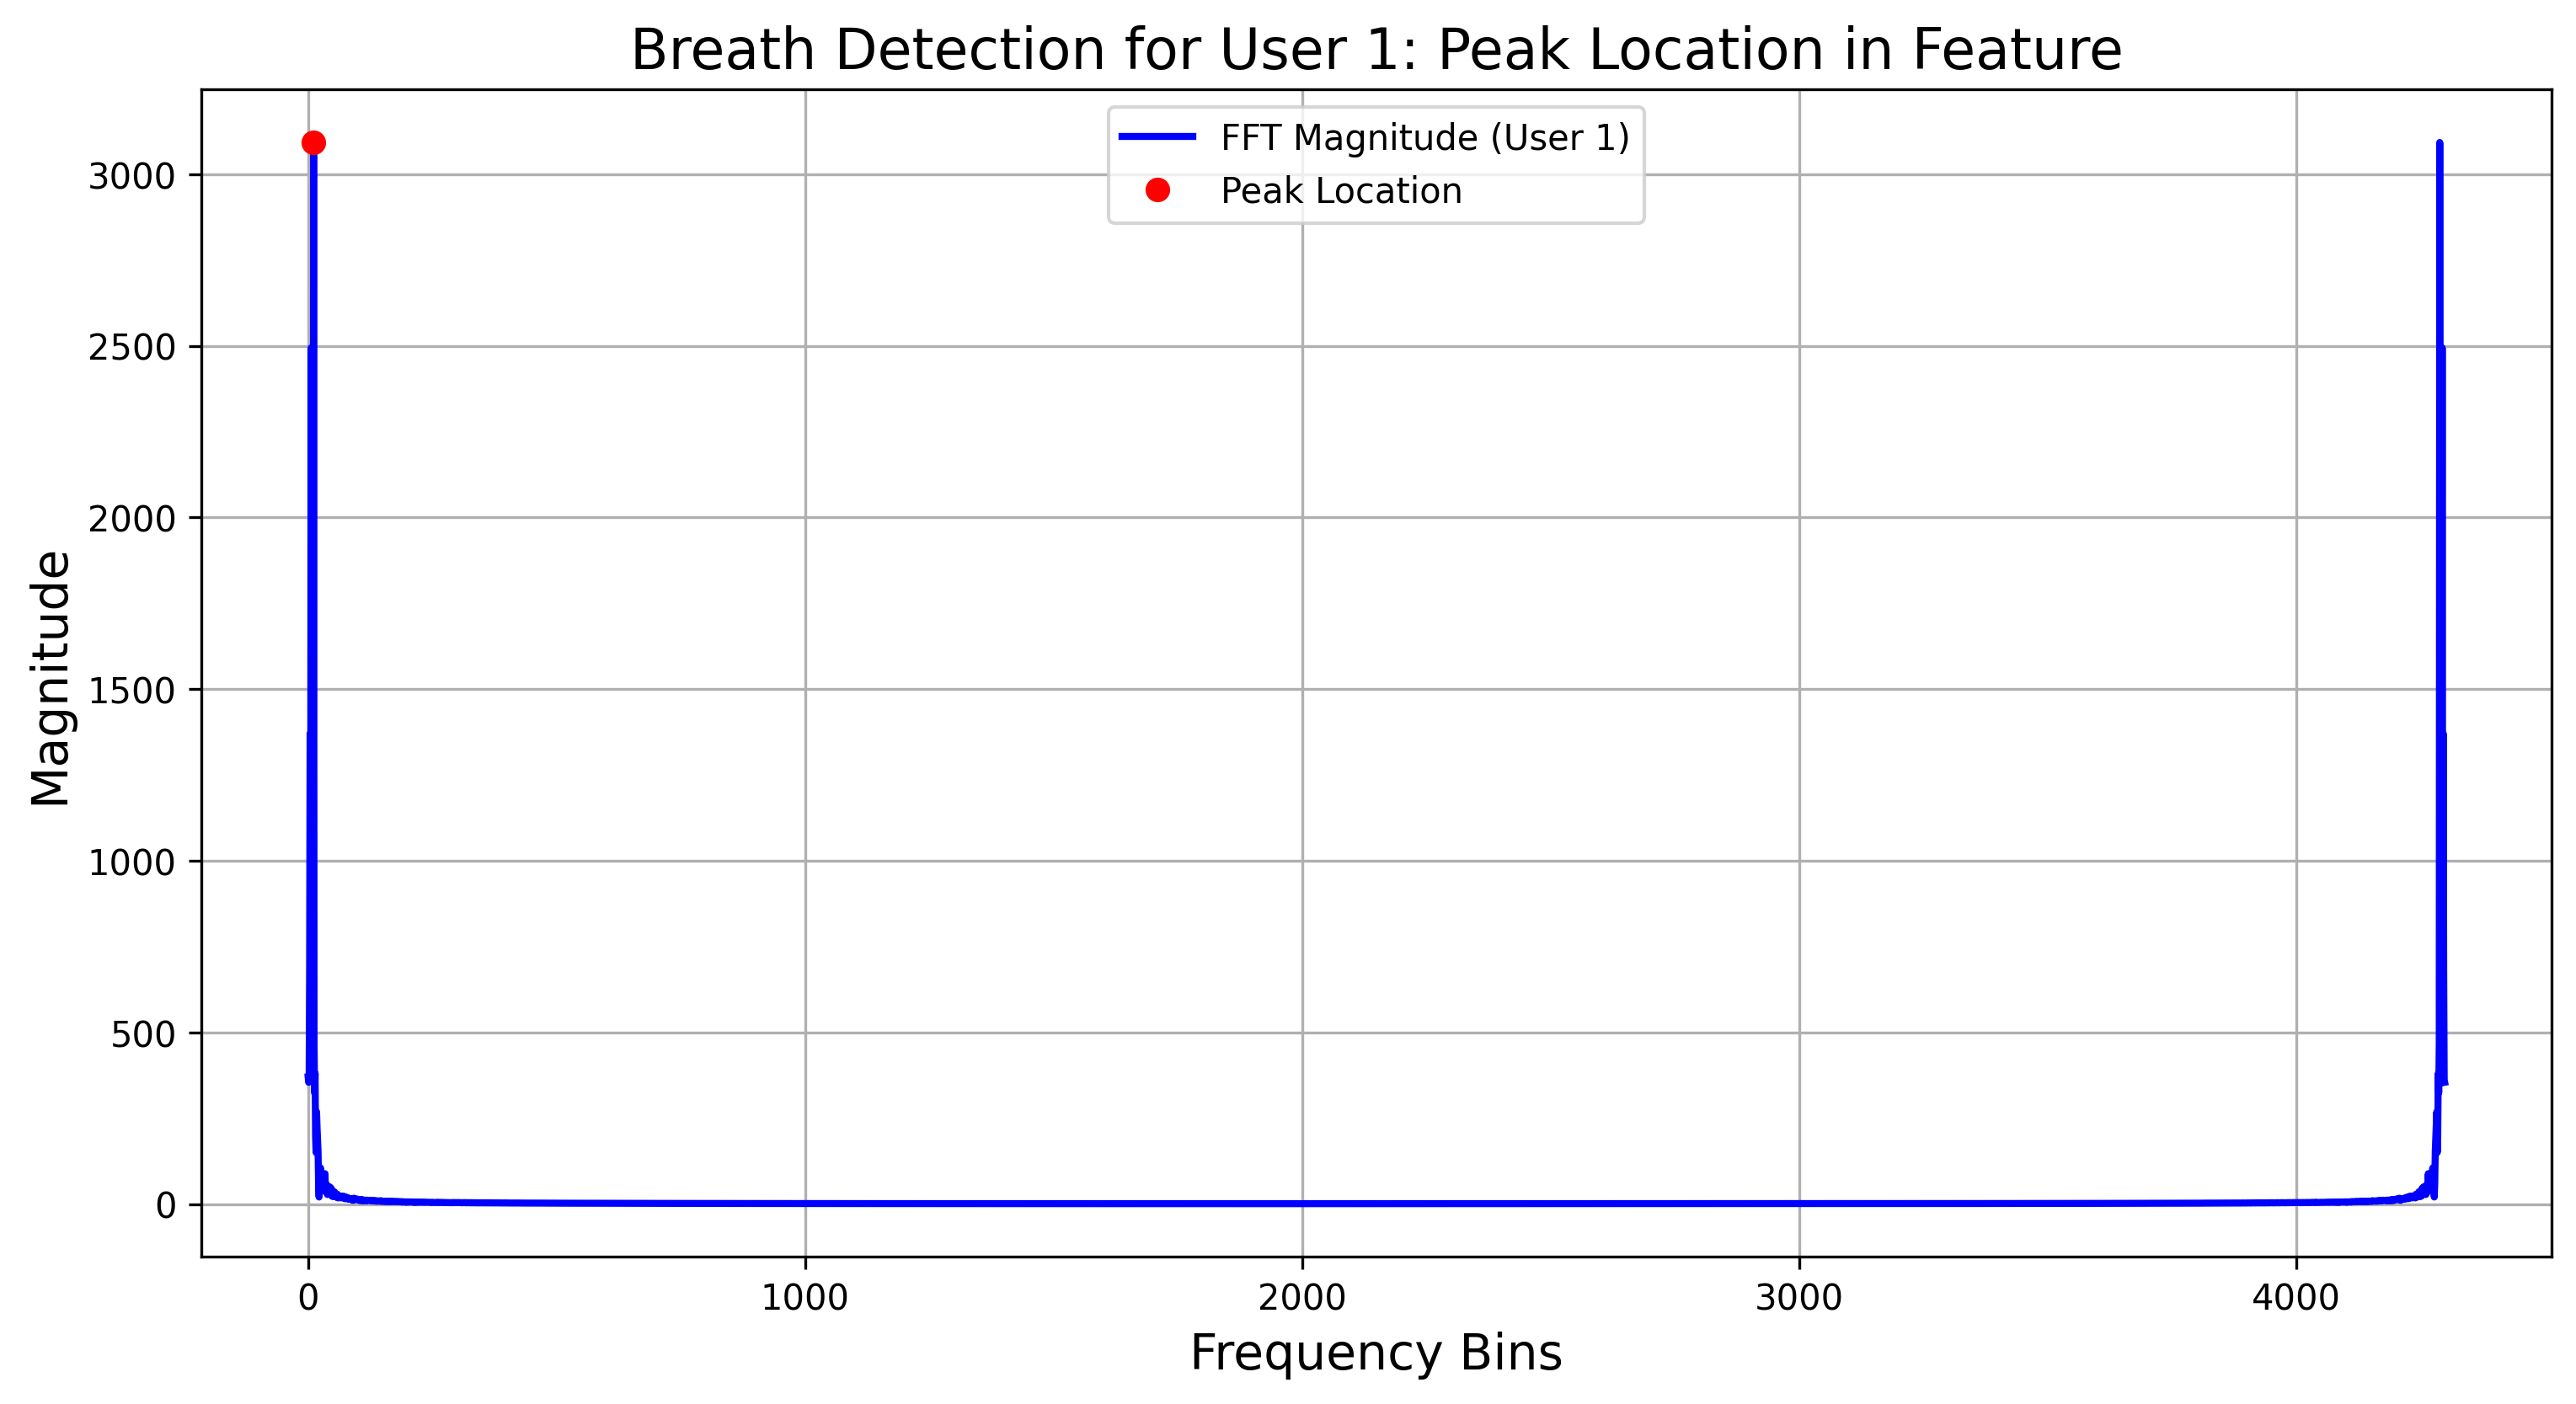 Breath Detection for User 1: Peak Location in Feature
FFT Magnitude (User 1)
Peak Location
Magnitude
3000
2500
2000
1500
1000
500
0
0 1000 2000 3000 4000
Frequency Bins